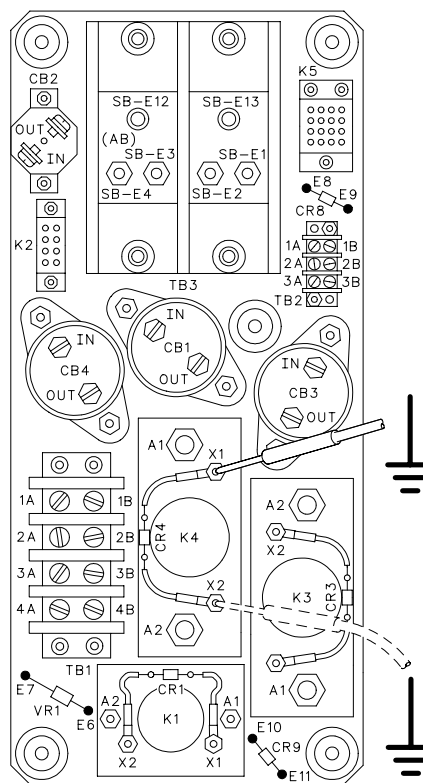 CB2
K5
SB-E12
SB-E13
OUT
(AB)
SB-E3
SB-E1
IN
SB-E4
SB-E2
E8
E9
CR8
K2
1A
1B
2A
2B
3A
3B
TB3
TB2
IN
CB1
OUT
IN
CB4
OUT
IN
CB3
OUT
A1
X1
1A
1B
2A
2B
3A
3B
4A
4B
CR4
K4
X2
A2
A2
X2
K3
CR3
A1
TB1
E7
VR1
E6
CR1
A2
A1
K1
X2
X1
E10
CR9
E11